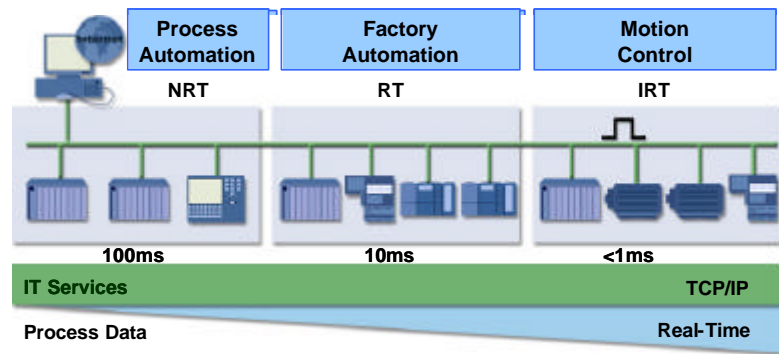 Internet
Process
Automation
Factory
Automation
Motion
Control
NRT
RT
IRT
100ms
10ms
<1ms
IT Services
TCP/IP
Process Data
Real-Time